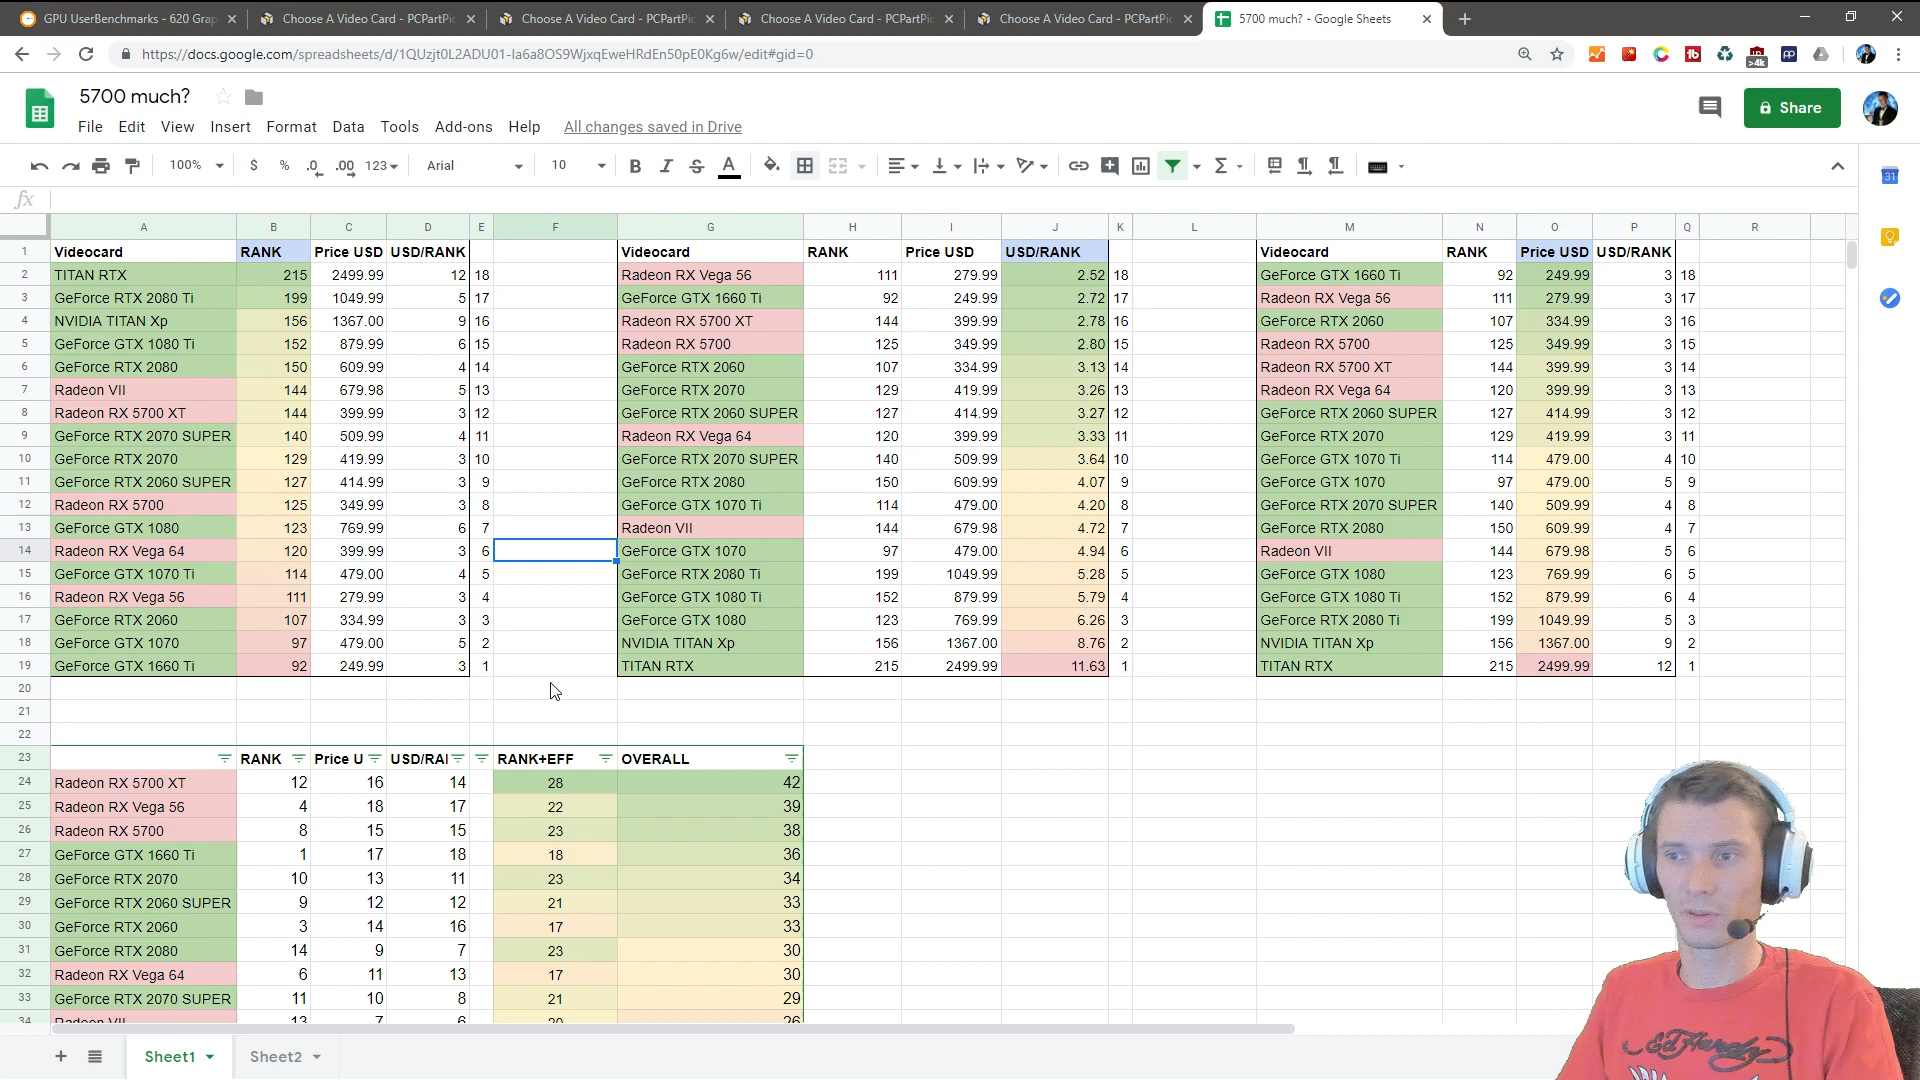 GPU UserBenchmarks - 620 Grap
Choose A Video Card - PCPartPic
Choose A Video Card - PCPartPic
Choose A Video Card - PCPartPic
Choose A Video Card - PCPartPic
5700 much? - Google Sheets
https://docs.google.com/spreadsheets/d/1QUzjt0L2ADU01-la6a8OS9WjxqEweHRdEn50pE0Kg6w/edit#gid=0
5700 much?
Share
File Edit View Insert Format Data Tools Add-ons Help All changes saved in Drive
100% $ % .0 .00 123 Arial 10
fx
A B C D E F G H I J K L M N O P Q R
1 Videocard RANK Price USD USD/RANK Videocard RANK Price USD USD/RANK Videocard RANK Price USD USD/RANK
2 TITAN RTX 215 2499.99 12 18 Radeon RX Vega 56 111 279.99 2.52 18 GeForce GTX 1660 Ti 92 249.99 3 18
3 GeForce RTX 2080 Ti 199 1049.99 5 17 GeForce GTX 1660 Ti 92 249.99 2.72 17 Radeon RX Vega 56 111 279.99 3 17
4 NVIDIA TITAN Xp 156 1367.00 9 16 Radeon RX 5700 XT 144 399.99 2.78 16 GeForce RTX 2060 107 334.99 3 16
5 GeForce GTX 1080 Ti 152 879.99 6 15 Radeon RX 5700 125 349.99 2.80 15 Radeon RX 5700 125 349.99 3 15
6 GeForce RTX 2080 150 609.99 4 14 GeForce RTX 2060 107 334.99 3.13 14 Radeon RX 5700 XT 144 399.99 3 14
7 Radeon VII 144 679.98 5 13 GeForce RTX 2070 129 419.99 3.26 13 Radeon RX Vega 64 120 399.99 3 13
8 Radeon RX 5700 XT 144 399.99 3 12 GeForce RTX 2060 SUPER 127 414.99 3.27 12 GeForce RTX 2060 SUPER 127 414.99 3 12
9 GeForce RTX 2070 SUPER 140 509.99 4 11 Radeon RX Vega 64 120 399.99 3.33 11 GeForce RTX 2070 129 419.99 3 11
10 GeForce RTX 2070 129 419.99 3 10 GeForce RTX 2070 SUPER 140 509.99 3.64 10 GeForce GTX 1070 Ti 114 479.00 4 10
11 GeForce RTX 2060 SUPER 127 414.99 3 9 GeForce RTX 2080 150 609.99 4.07 9 GeForce GTX 1070 97 479.00 5 9
12 Radeon RX 5700 125 349.99 3 8 GeForce GTX 1070 Ti 114 479.00 4.20 8 GeForce RTX 2070 SUPER 140 509.99 4 8
13 GeForce GTX 1080 123 769.99 6 7 Radeon VII 144 679.98 4.72 7 GeForce RTX 2080 150 609.99 4 7
14 Radeon RX Vega 64 120 399.99 3 6 GeForce GTX 1070 97 479.00 4.94 6 Radeon VII 144 679.98 5 6
15 GeForce GTX 1070 Ti 114 479.00 4 5 GeForce RTX 2080 Ti 199 1049.99 5.28 5 GeForce GTX 1080 123 769.99 6 5
16 Radeon RX Vega 56 111 279.99 3 4 GeForce GTX 1080 Ti 152 879.99 5.79 4 GeForce GTX 1080 Ti 152 879.99 6 4
17 GeForce RTX 2060 107 334.99 3 3 GeForce GTX 1080 123 769.99 6.26 3 GeForce RTX 2080 Ti 199 1049.99 5 3
18 GeForce GTX 1070 97 479.00 5 2 NVIDIA TITAN Xp 156 1367.00 8.76 2 NVIDIA TITAN Xp 156 1367.00 9 2
19 GeForce GTX 1660 Ti 92 249.99 3 1 TITAN RTX 215 2499.99 11.63 1 TITAN RTX 215 2499.99 12 1
20
21
22
23 RANK Price U USD/RAI RANK+EFF OVERALL
24 Radeon RX 5700 XT 12 16 14 28 42
25 Radeon RX Vega 56 4 18 17 22 39
26 Radeon RX 5700 8 15 15 23 38
27 GeForce GTX 1660 Ti 1 17 18 18 36
28 GeForce RTX 2070 10 13 11 23 34
29 GeForce RTX 2060 SUPER 9 12 12 21 33
30 GeForce RTX 2060 3 14 16 17 33
31 GeForce RTX 2080 14 9 7 23 30
32 Radeon RX Vega 64 6 11 13 17 30
33 GeForce RTX 2070 SUPER 11 10 8 21 29
34 Radeon VII 13 7 6 20 26
Sheet1 Sheet2
Ed Hardy